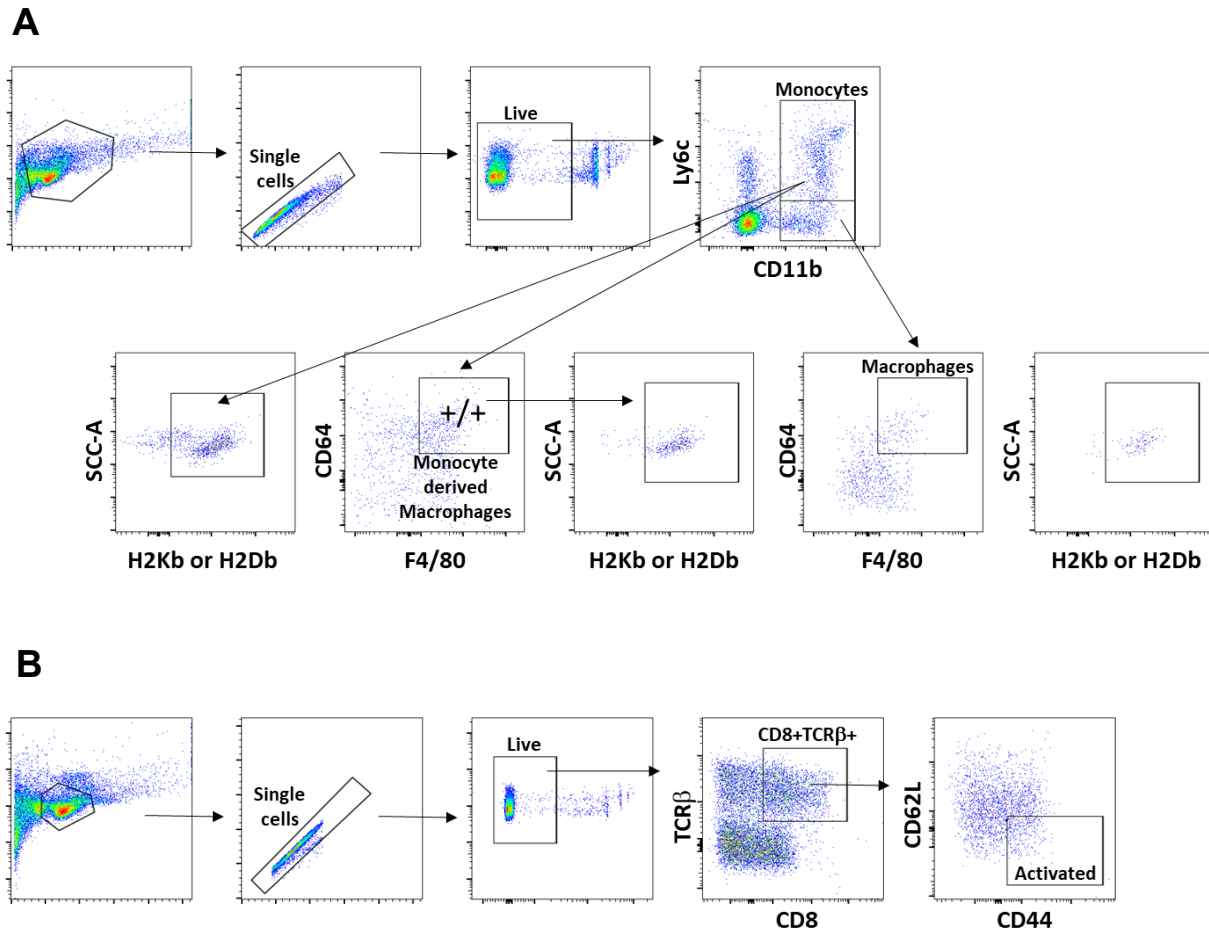 A
Single
cells
Live
Monocytes
Ly6c
CD11b
SCC-A
H2Kb or H2Db
CD64
+/+
Monocyte
derived
Macrophages
F4/80
SCC-A
H2Kb or H2Db
Macrophages
CD64
F4/80
SCC-A
H2Kb or H2Db
B
Single
cells
Live
CD8+TCRβ+
TCRβ
CD8
CD62L
Activated
CD44